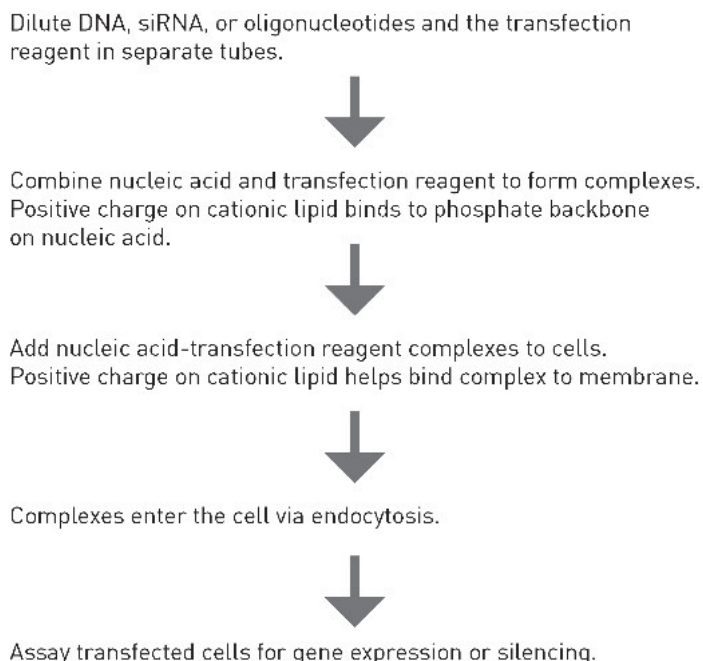 Dilute DNA, siRNA, or oligonucleotides and the transfection
reagent in separate tubes.
Combine nucleic acid and transfection reagent to form complexes.
Positive charge on cationic lipid binds to phosphate backbone
on nucleic acid.
Add nucleic acid-transfection reagent complexes to cells.
Positive charge on cationic lipid helps bind complex to membrane.
Complexes enter the cell via endocytosis.
Assay transfected cells for gene expression or silencing.